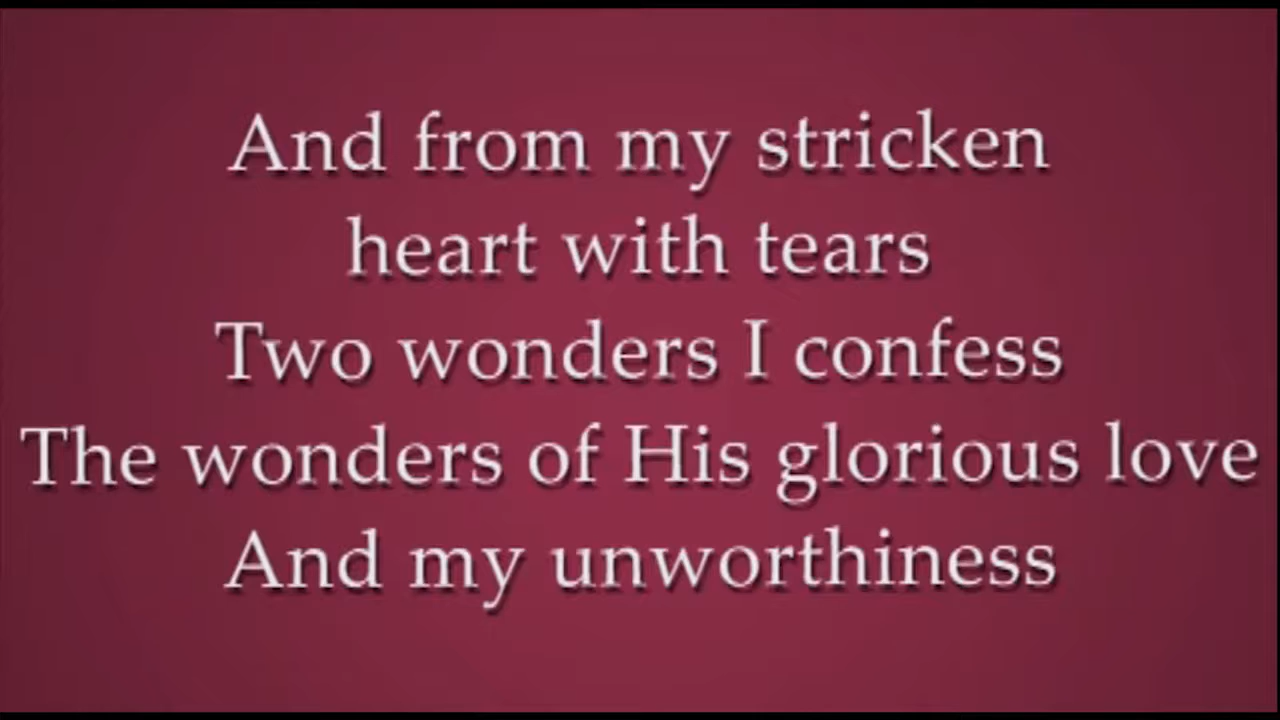 And from my stricken
heart with tears
Two wonders I confess
The wonders of His glorious love
And my unworthiness